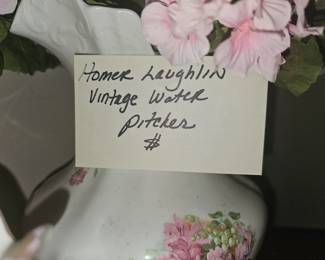 Homer Laughlin
Vintage Water
Pitcher
$